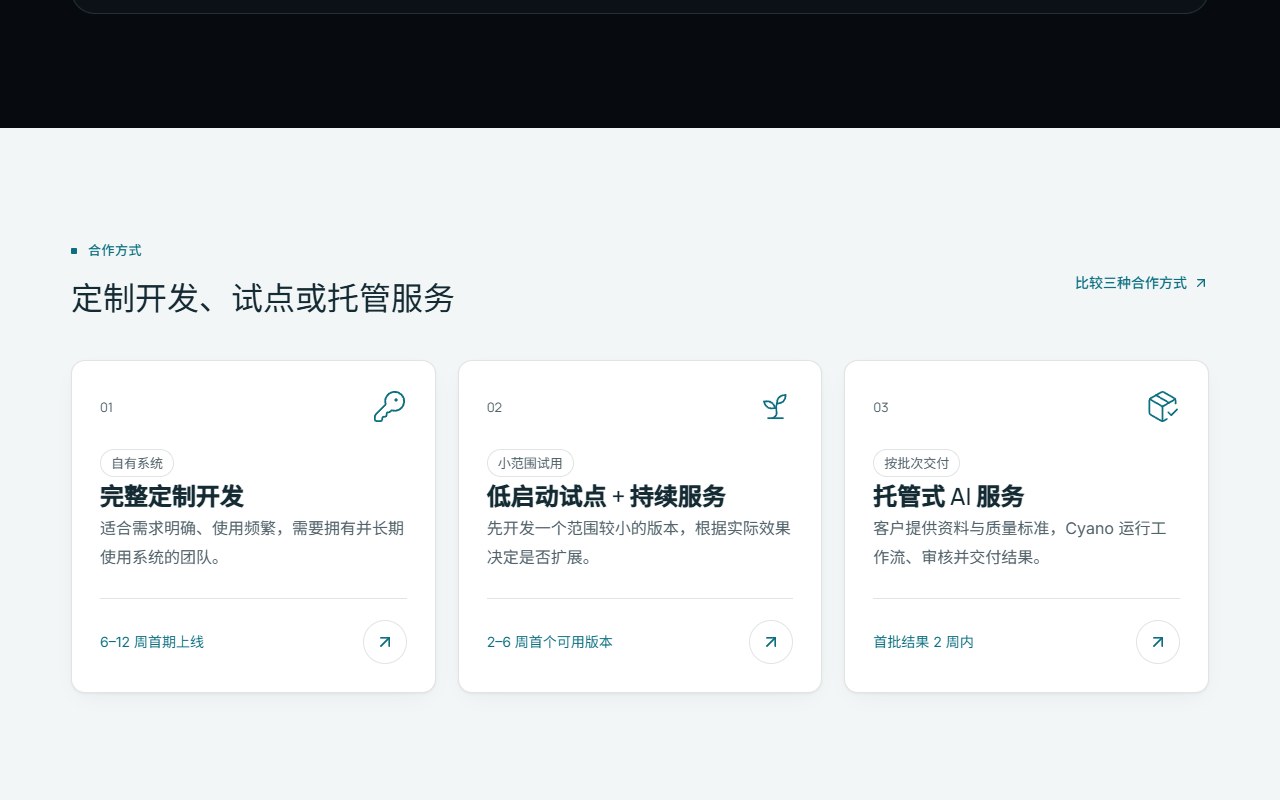 合作方式
定制开发、试点或托管服务
比较三种合作方式
01
自有系统
完整定制开发
适合需求明确、使用频繁，需要拥有并长期
使用系统的团队。
6–12 周首期上线
02
小范围试用
低启动试点 + 持续服务
先开发一个范围较小的版本，根据实际效果
决定是否扩展。
2–6 周首个可用版本
03
按批次交付
托管式 AI 服务
客户提供资料与质量标准，Cyano 运行工
作流、审核并交付结果。
首批结果 2 周内